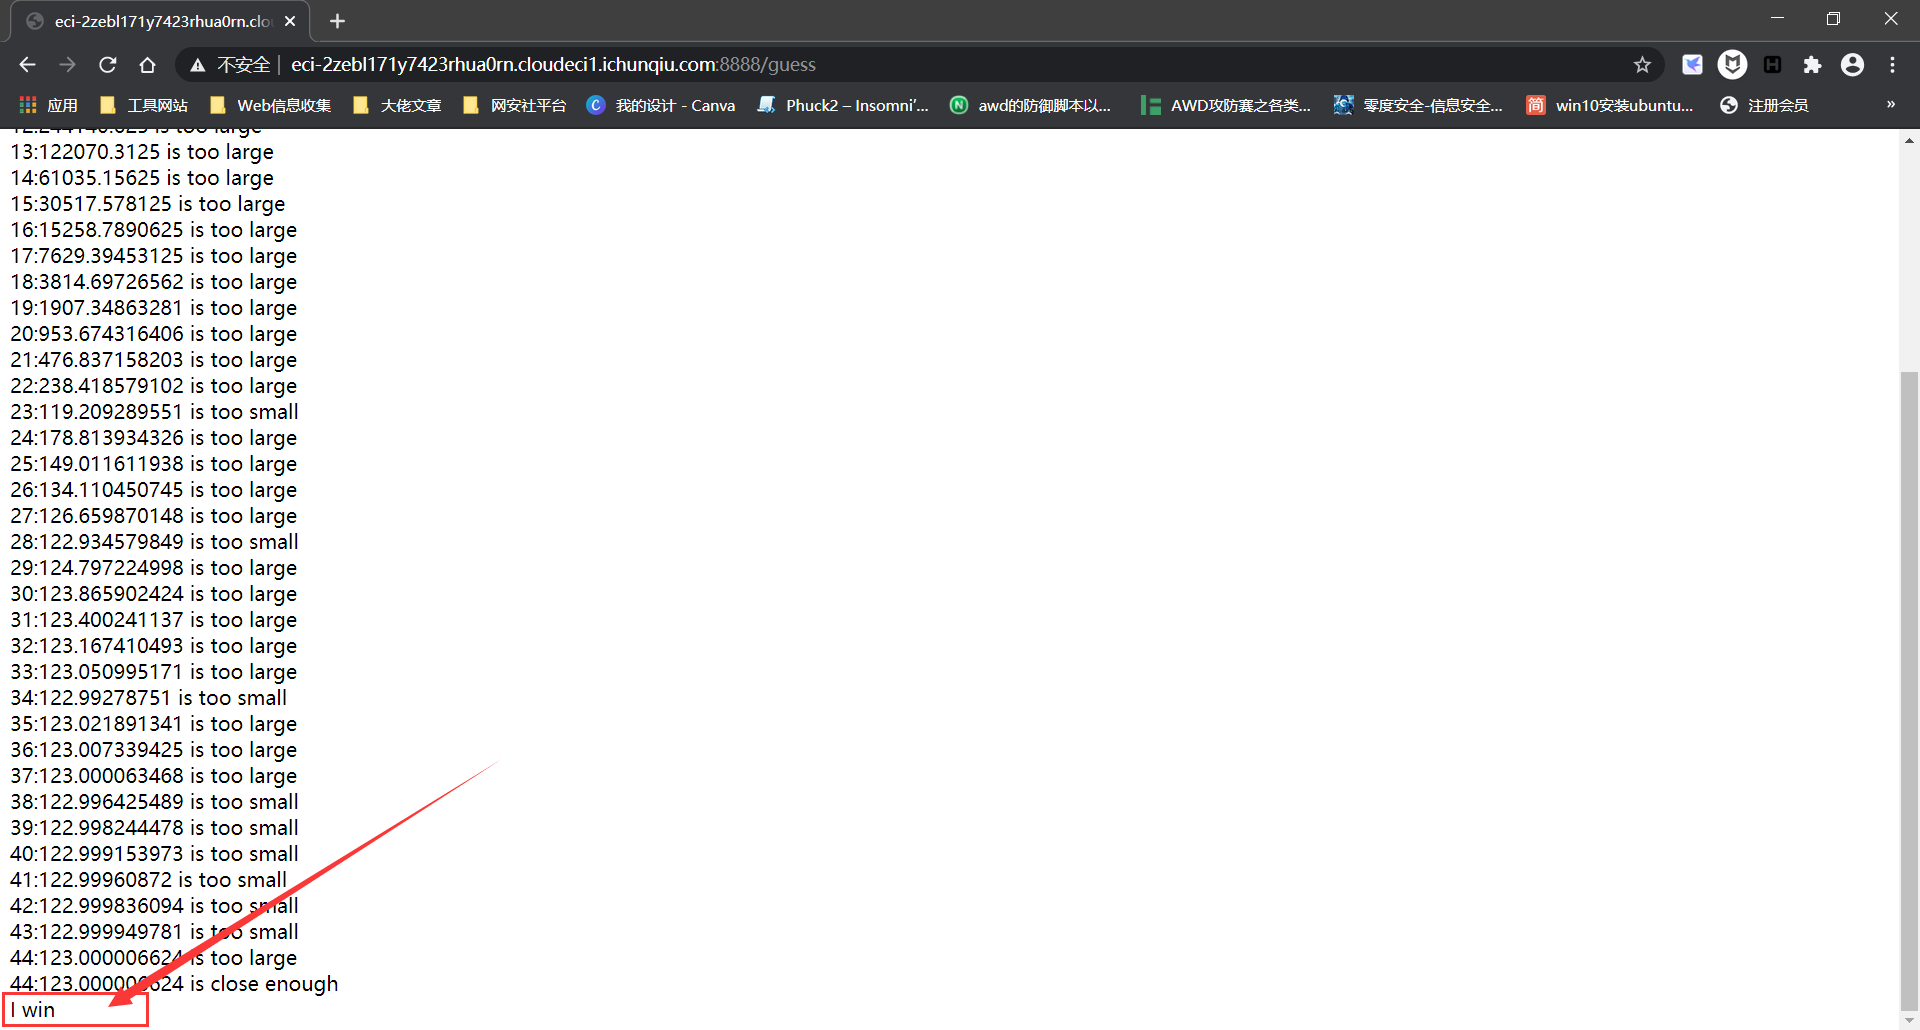 eci-2zebl171y7423rhua0rn.clo
不安全 eci-2zebl171y7423rhua0rn.cloudeci1.ichunqiu.com:8888/guess
应用 工具网站 Web信息收集 大佬文章 网安社平台 我的设计 - Canva Phuck2 – Insomni'... awd的防御脚本以... AWD攻防赛之各类... 零度安全-信息安全... win10安装ubuntu... 注册会员 »
12:244140.625 is too large
13:122070.3125 is too large
14:61035.15625 is too large
15:30517.578125 is too large
16:15258.7890625 is too large
17:7629.39453125 is too large
18:3814.69726562 is too large
19:1907.34863281 is too large
20:953.674316406 is too large
21:476.837158203 is too large
22:238.418579102 is too large
23:119.209289551 is too small
24:178.813934326 is too large
25:149.011611938 is too large
26:134.110450745 is too large
27:126.659870148 is too large
28:122.934579849 is too small
29:124.797224998 is too large
30:123.865902424 is too large
31:123.400241137 is too large
32:123.167410493 is too large
33:123.050995171 is too large
34:122.99278751 is too small
35:123.021891341 is too large
36:123.007339425 is too large
37:123.000063468 is too large
38:122.996425489 is too small
39:122.998244478 is too small
40:122.999153973 is too small
41:122.99960872 is too small
42:122.999836094 is too small
43:122.999949781 is too small
44:123.000006624 is too large
44:123.000006624 is close enough
I win